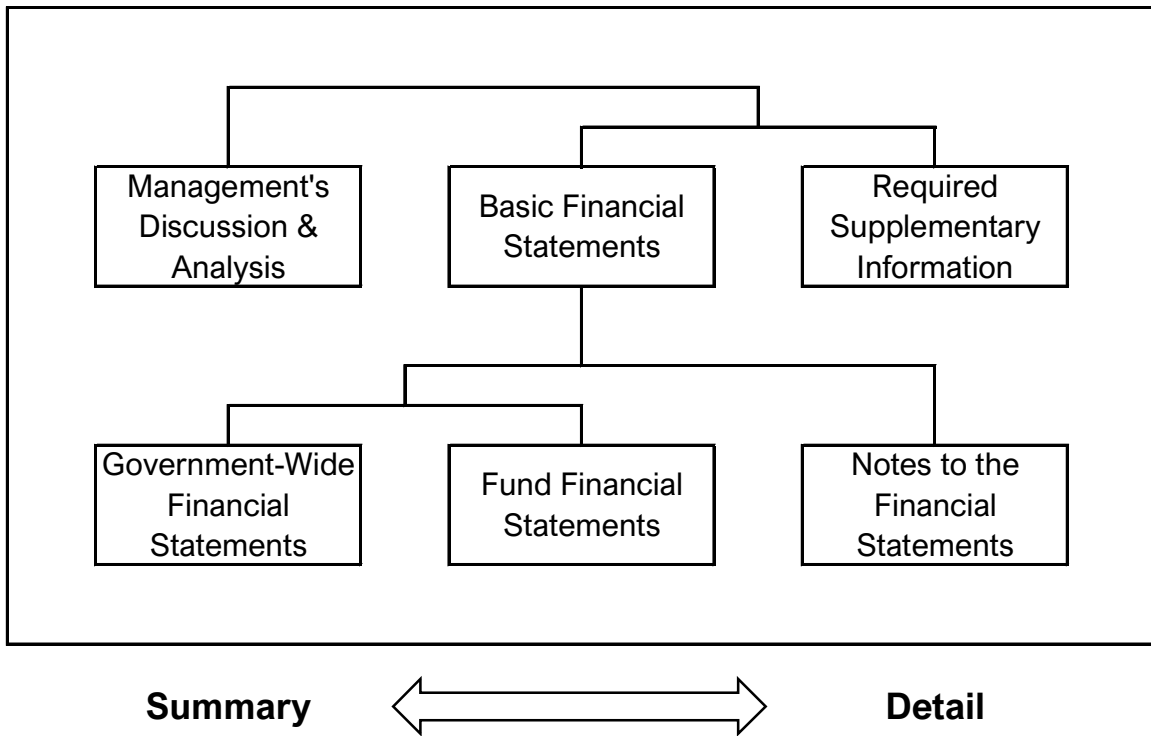 Management's
Discussion &
Analysis
Basic Financial
Statements
Required
Supplementary
Information
Government-Wide
Financial
Statements
Fund Financial
Statements
Notes to the
Financial
Statements
Summary
Detail